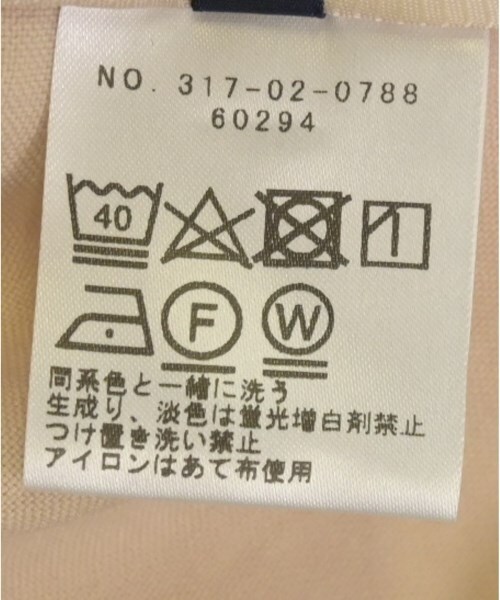 NO. 317-02-0788
60294
40
F W
同系色と一緒に洗う
生成り、淡色は蛍光増白剤禁止
つけ置き洗い禁止
アイロンはあて布使用